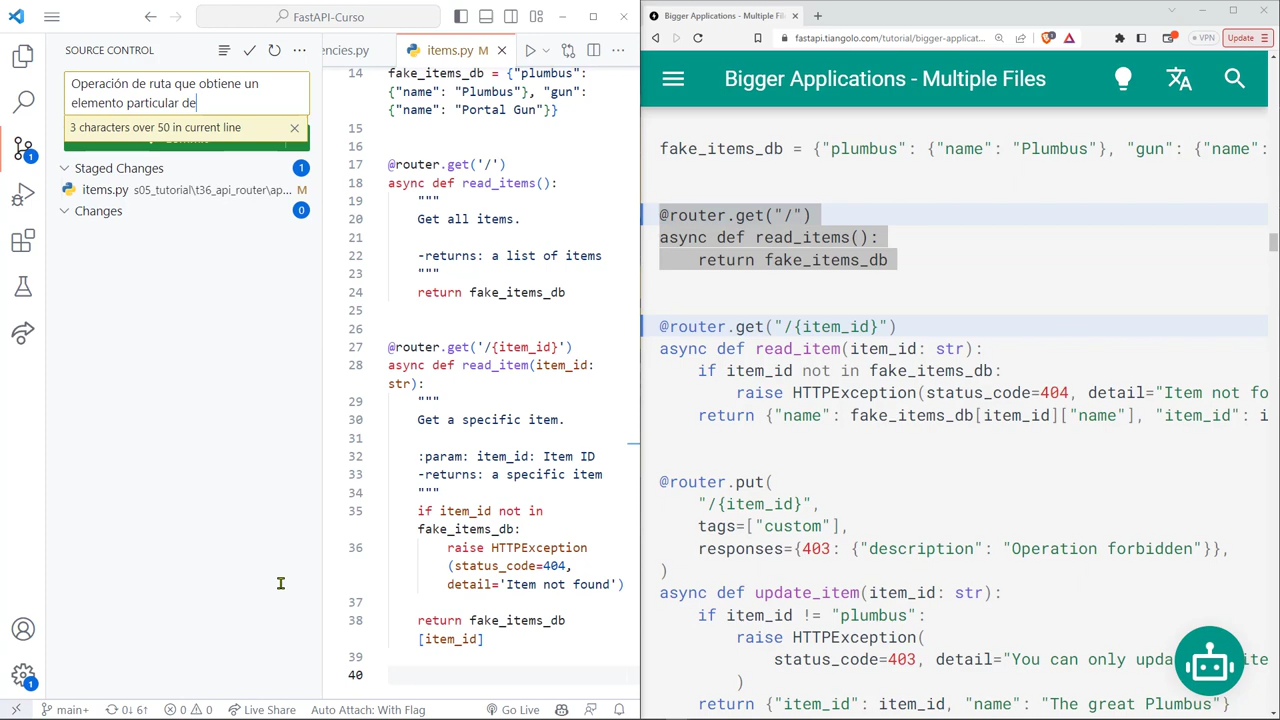 FastAPI-Curso
SOURCE CONTROL
Operación de ruta que obtiene un
elemento particular de
3 characters over 50 in current line
Staged Changes
1
items.py s05_tutorial\t36_api_router\ap... M
Changes
0
encies.py
items.py M
14
fake_items_db = {"plumbus":
{"name": "Plumbus"}, "gun":
{"name": "Portal Gun"}}
15
16
17 @router.get('/')
18 async def read_items():
19 """
20 Get all items.
21
22 -returns: a list of items
23 """
24 return fake_items_db
25
26
27 @router.get('/{item_id}')
28 async def read_item(item_id:
str):
29 """
30 Get a specific item.
31
32 :param: item_id: Item ID
33 -returns: a specific item
34 """
35 if item_id not in
fake_items_db:
36 raise HTTPException
(status_code=404,
detail='Item not found')
37
38 return fake_items_db
[item_id]
39
40
1
1
main+ 0↓ 6↑ 0 0 Live Share Auto Attach: With Flag Go Live
Bigger Applications - Multiple Files
fastapi.tiangolo.com/tutorial/bigger-applicat...
VPN
Update
Bigger Applications - Multiple Files
fake_items_db = {"plumbus": {"name": "Plumbus"}, "gun": {"name":
@router.get("/")
async def read_items():
return fake_items_db
@router.get("/{item_id}")
async def read_item(item_id: str):
if item_id not in fake_items_db:
raise HTTPException(status_code=404, detail="Item not fo
return {"name": fake_items_db[item_id]["name"], "item_id": i
@router.put(
"/{item_id}",
tags=["custom"],
responses={403: {"description": "Operation forbidden"}},
)
async def update_item(item_id: str):
if item_id != "plumbus":
raise HTTPException(
status_code=403, detail="You can only upda ite
)
return {"item_id": item_id, "name": "The great Plumbus"}